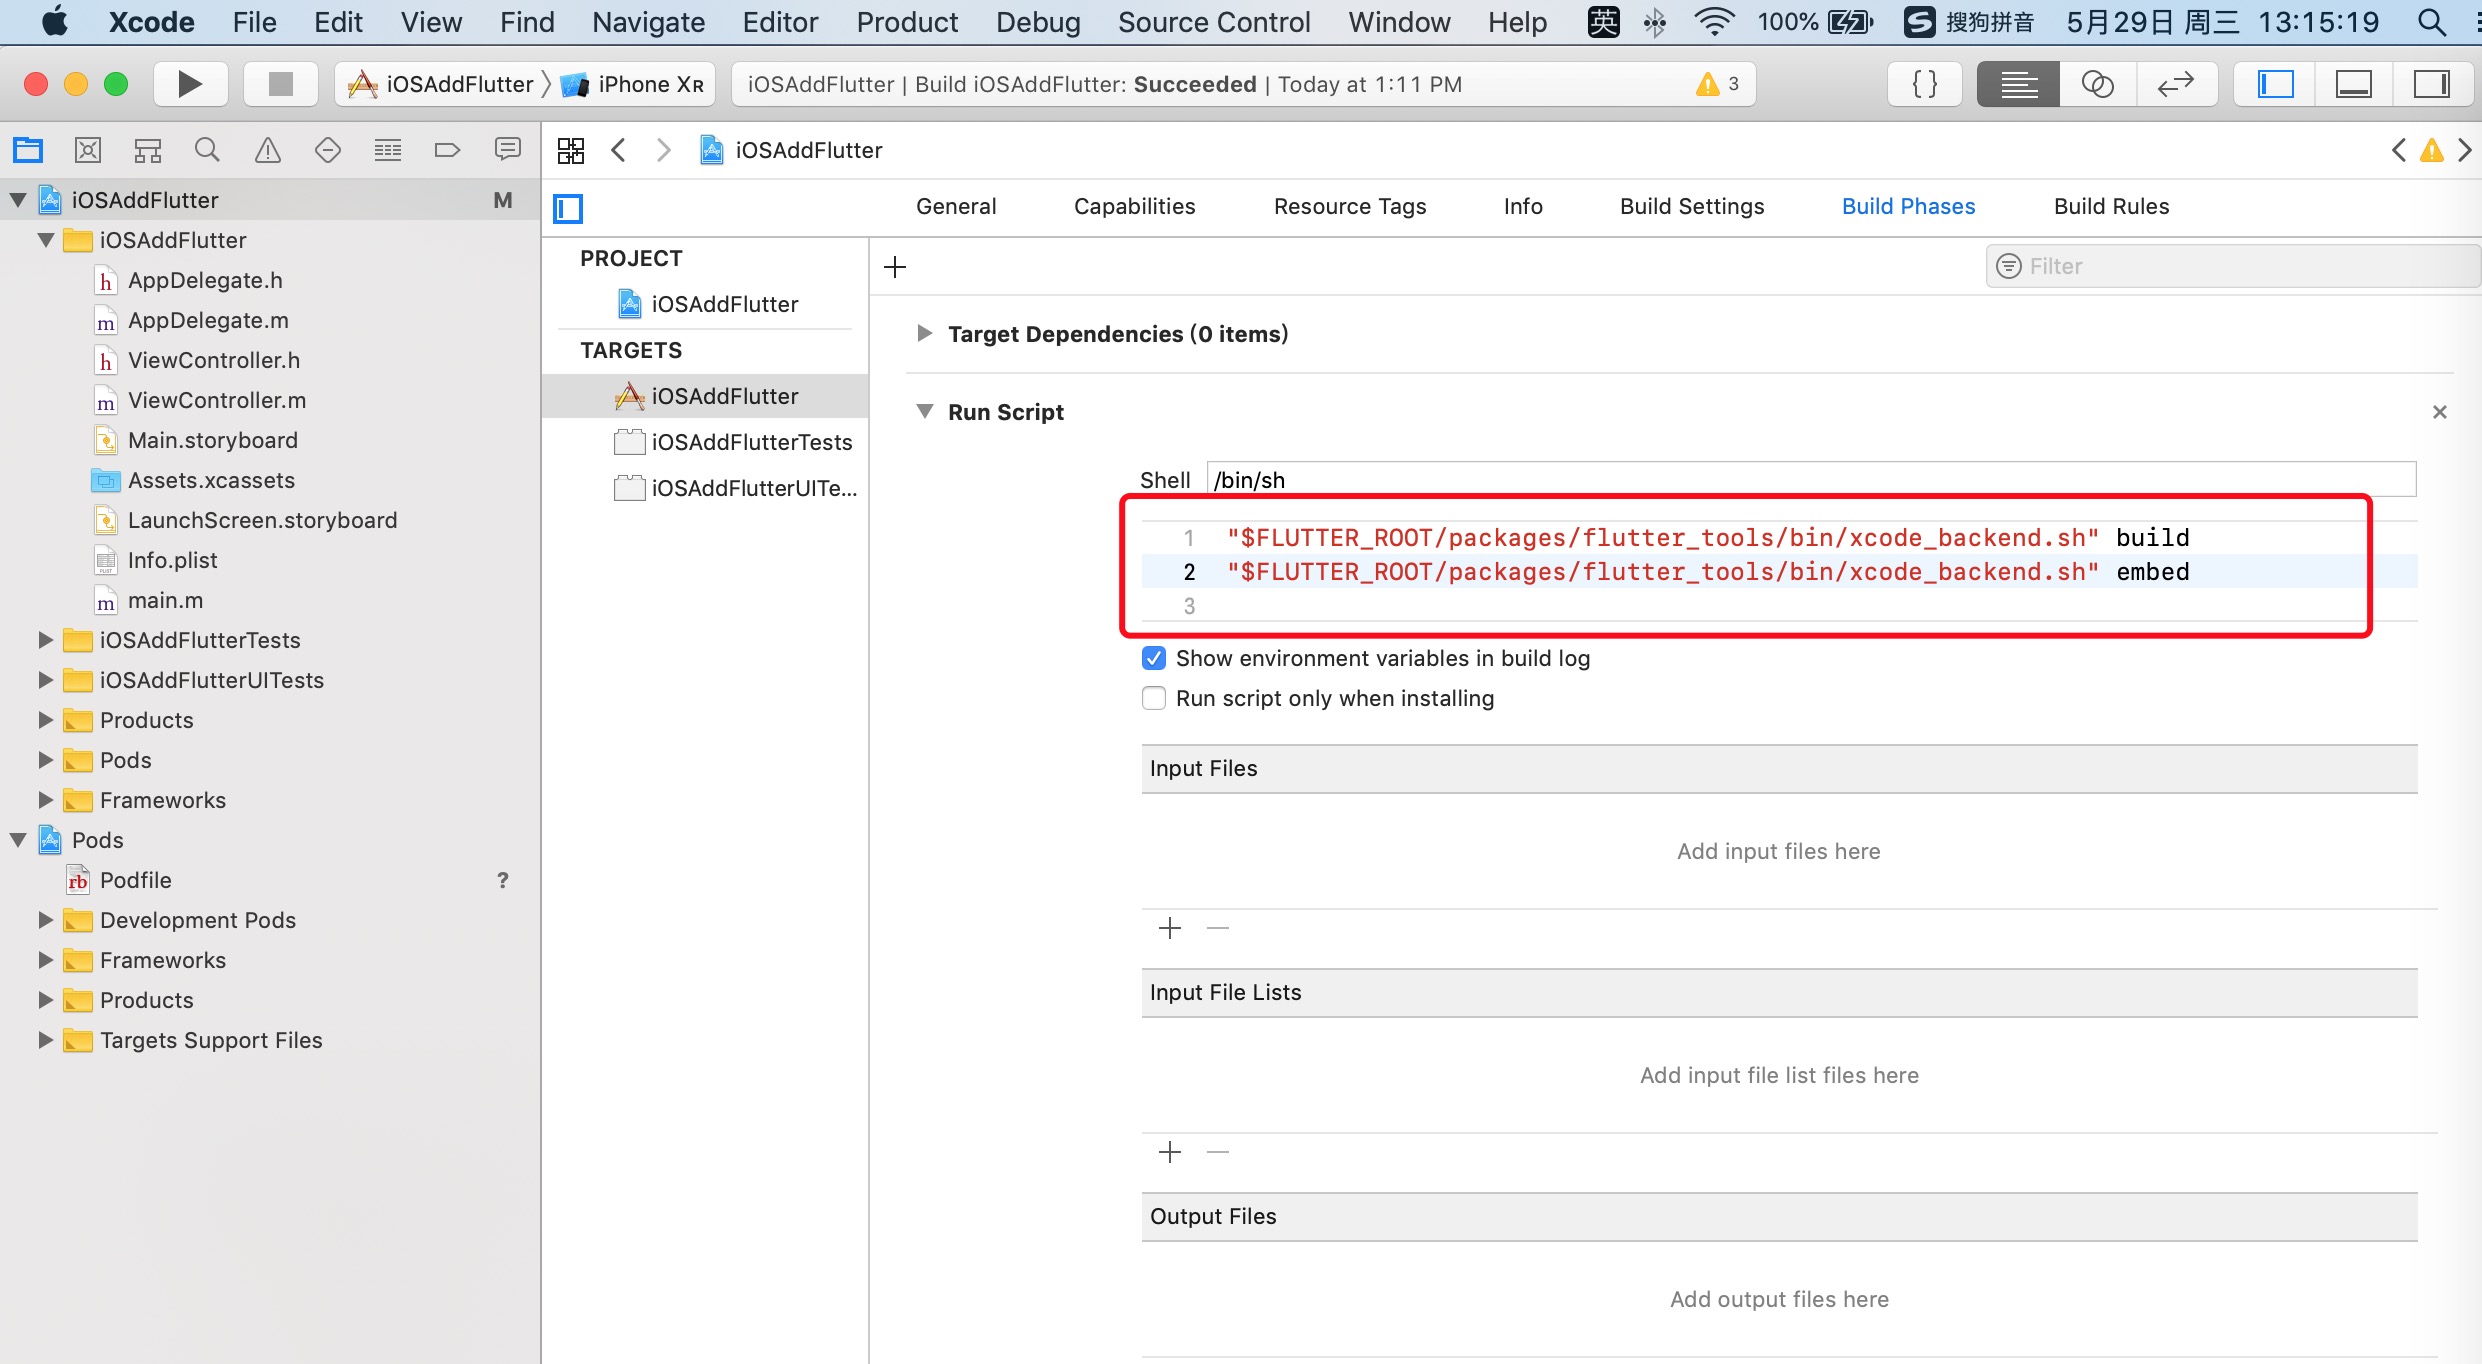 Xcode File Edit View Find Navigate Editor Product Debug Source Control Window Help 英 100% S 搜狗拼音 5月29日 周三 13:15:19
iOSAddFlutter 〉 iPhone XR iOSAddFlutter | Build iOSAddFlutter: Succeeded | Today at 1:11 PM 3 {}
iOSAddFlutter
iOSAddFlutter M
General Capabilities Resource Tags Info Build Settings Build Phases Build Rules
iOSAddFlutter
h AppDelegate.h
m AppDelegate.m
h ViewController.h
m ViewController.m
Main.storyboard
Assets.xcassets
LaunchScreen.storyboard
Info.plist
m main.m
iOSAddFlutterTests
iOSAddFlutterUITests
Products
Pods
Frameworks
Pods
rb Podfile ?
Development Pods
Frameworks
Products
Targets Support Files
PROJECT
iOSAddFlutter
TARGETS
iOSAddFlutter
iOSAddFlutterTests
iOSAddFlutterUITe...
+ Filter
Target Dependencies (0 items)
Run Script
Shell /bin/sh
1 "$FLUTTER_ROOT/packages/flutter_tools/bin/xcode_backend.sh" build
2 "$FLUTTER_ROOT/packages/flutter_tools/bin/xcode_backend.sh" embed
3
Show environment variables in build log
Run script only when installing
Input Files
Add input files here
Input File Lists
Add input file list files here
Output Files
Add output files here